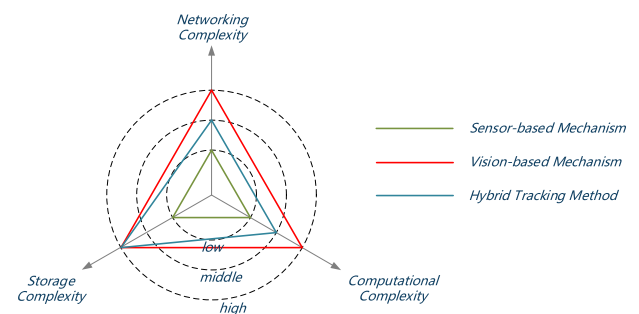 Networking
Complexity
Sensor-based Mechanism
Vision-based Mechanism
Hybrid Tracking Method
low
middle
high
Storage
Complexity
Computational
Complexity